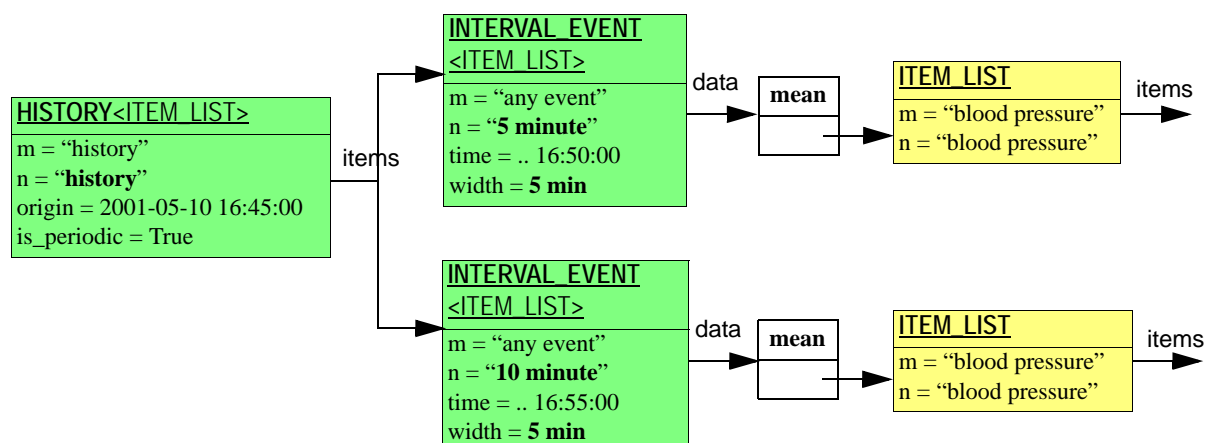 HISTORY<ITEM_LIST>
m = “history”
n = “history”
origin = 2001-05-10 16:45:00
is_periodic = True
items
INTERVAL_EVENT
<ITEM_LIST>
m = “any event”
n = “5 minute”
time = .. 16:50:00
width = 5 min
data
mean
ITEM_LIST
m = “blood pressure”
n = “blood pressure”
items
INTERVAL_EVENT
<ITEM_LIST>
m = “any event”
n = “10 minute”
time = .. 16:55:00
width = 5 min
data
mean
ITEM_LIST
m = “blood pressure”
n = “blood pressure”
items